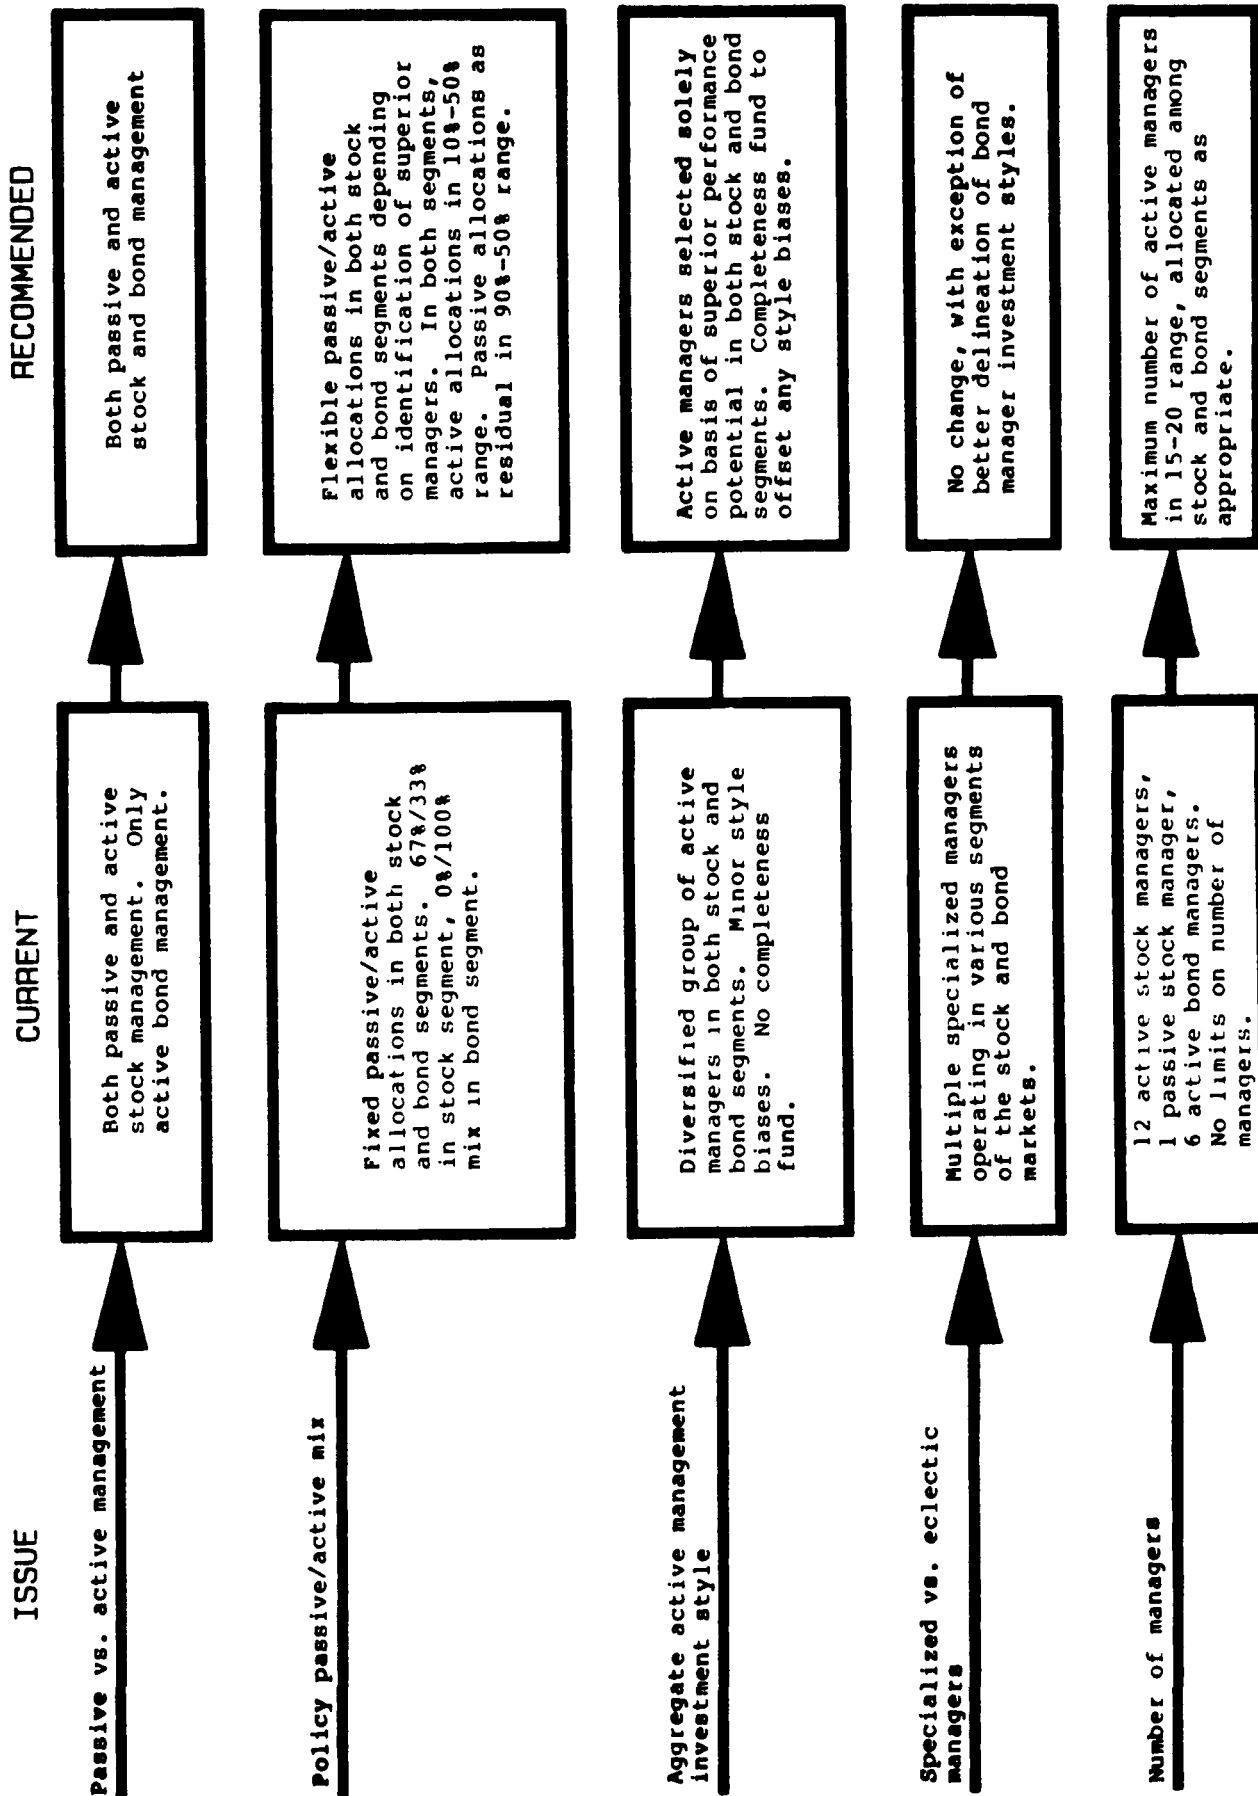 ISSUE
CURRENT
RECOMMENDED
Passive vs. active management
Both passive and active
stock management.  Only
active bond management.
Both passive and active
stock and bond management
Policy passive/active mix
Fixed passive/active
allocations in both stock
and bond segments.  67%/33%
in stock segment, 0%/100%
mix in bond segment.
Flexible passive/active
allocations in both stock
and bond segments depending
on identification of superior
managers.  In both segments,
active allocations in 10%-50%
range.  Passive allocations as
residual in 90%-50% range.
Aggregate active management
investment style
Diversified group of active
managers in both stock and
bond segments.  Minor style
biases.  No completeness
fund.
Active managers selected solely
on basis of superior performance
potential in both stock and bond
segments.  Completeness fund to
offset any style biases.
Specialized vs. eclectic
managers
Multiple specialized managers
operating in various segments
of the stock and bond
markets.
No change, with exception of
better delineation of bond
manager investment styles.
Number of managers
12 active stock managers,
1 passive stock manager,
6 active bond managers.
No limits on number of
managers.
Maximum number of active managers
in 15-20 range, allocated among
stock and bond segments as
appropriate.